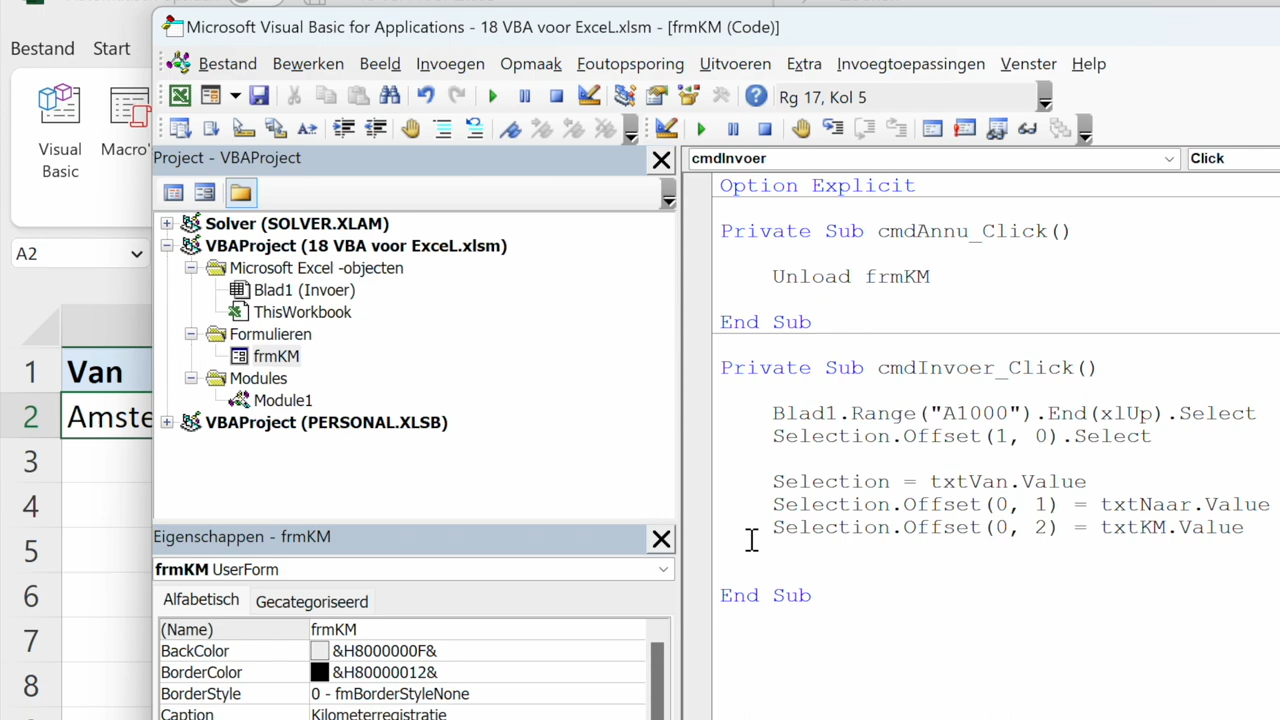 Microsoft Visual Basic for Applications - 18 VBA voor ExceL.xlsm - [frmKM (Code)]
Bestand Start
Bestand Bewerken Beeld Invoegen Opmaak Foutopsporing Uitvoeren Extra Invoegtoepassingen Venster Help
Rg 17, Kol 5
Visual Basic
Macro'
A2
Project - VBAProject
Solver (SOLVER.XLAM)
VBAProject (18 VBA voor ExceL.xlsm)
Microsoft Excel -objecten
Blad1 (Invoer)
ThisWorkbook
Formulieren
frmKM
Modules
Module1
VBAProject (PERSONAL.XLSB)
1 Van
2 Amste
3
4
5
6
7
8
Eigenschappen - frmKM
frmKM UserForm
Alfabetisch Gecategoriseerd
(Name) frmKM
BackColor &H8000000F&
BorderColor &H80000012&
BorderStyle 0 - fmBorderStyleNone
Caption Kilometerregistratie
cmdInvoer Click
Option Explicit
Private Sub cmdAnnu_Click()
Unload frmKM
End Sub
Private Sub cmdInvoer_Click()
Blad1.Range("A1000").End(xlUp).Select
Selection.Offset(1, 0).Select
Selection = txtVan.Value
Selection.Offset(0, 1) = txtNaar.Value
Selection.Offset(0, 2) = txtKM.Value
End Sub